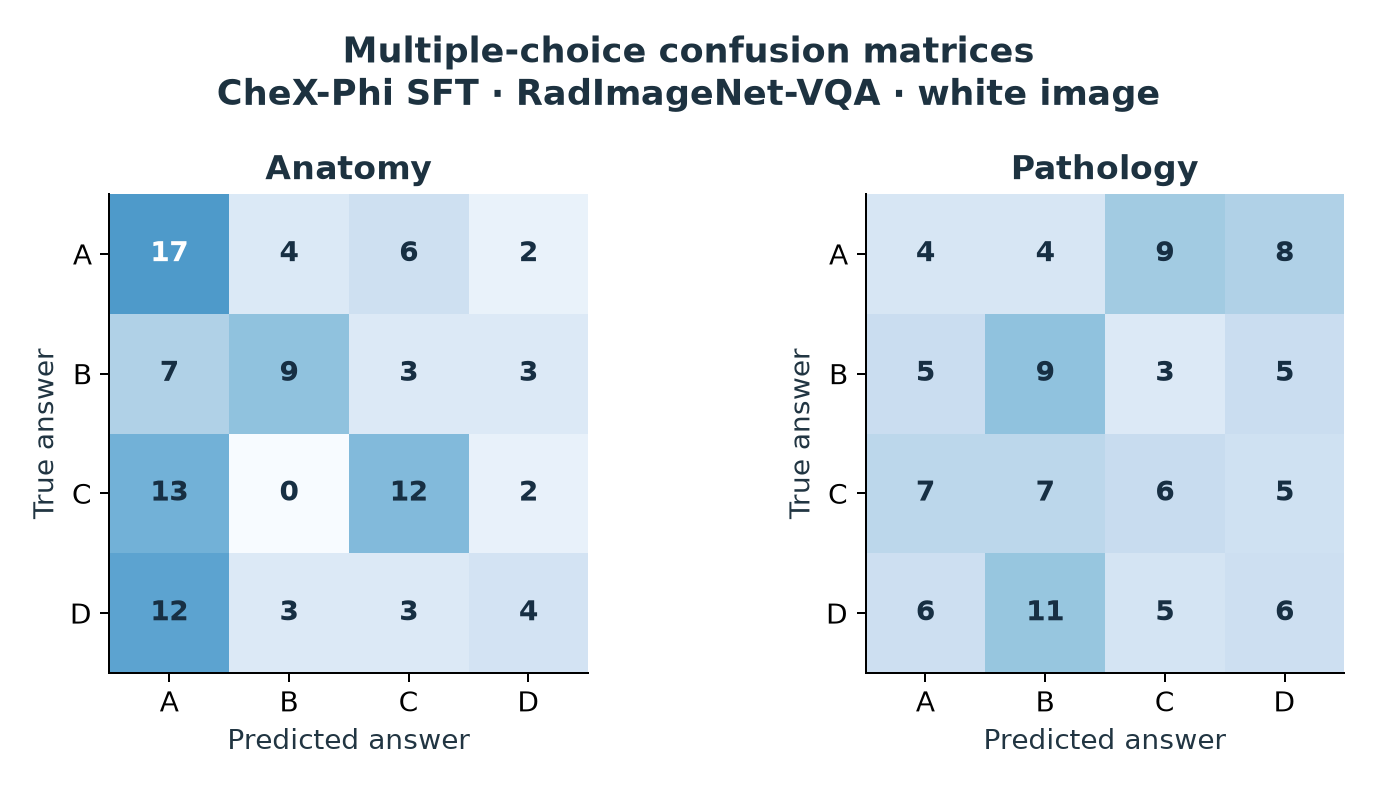 Multiple-choice confusion matrices
CheX-Phi SFT · RadImageNet-VQA · white image
Anatomy
True answer
A 17 4 6 2
B 7 9 3 3
C 13 0 12 2
D 12 3 3 4
A B C D
Predicted answer
Pathology
True answer
A 4 4 9 8
B 5 9 3 5
C 7 7 6 5
D 6 11 5 6
A B C D
Predicted answer